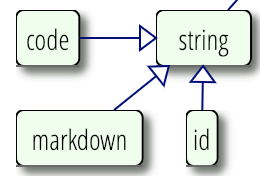 code
string
markdown
id